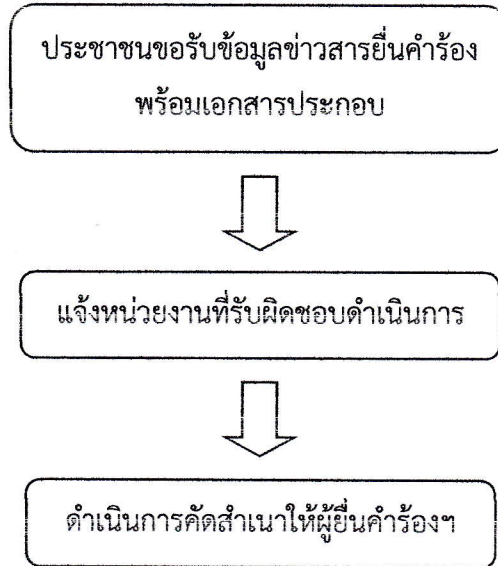 ประชาชนขอรับข้อมูลข่าวสารยื่นคำร้อง
พร้อมเอกสารประกอบ
แจ้งหน่วยงานที่รับผิดชอบดำเนินการ
ดำเนินการคัดสำเนาให้ผู้ยื่นคำร้องฯ